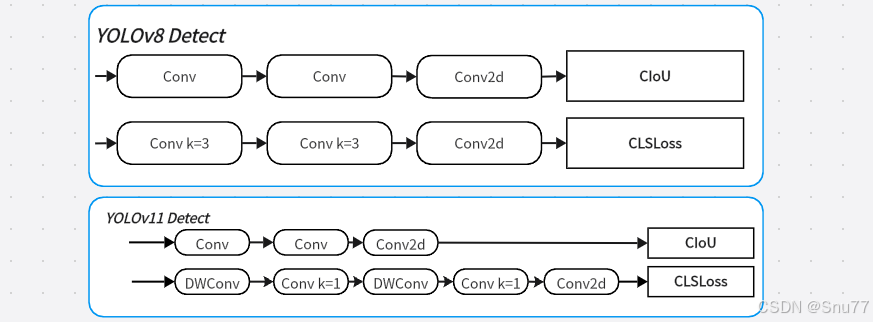 YOLOv8 Detect
Conv Conv Conv2d CIoU
Conv k=3 Conv k=3 Conv2d CLSLoss
YOLOv11 Detect
Conv Conv Conv2d CIoU
DWConv Conv k=1 DWConv Conv k=1 Conv2d CLSLoss
CSDN @Snu77